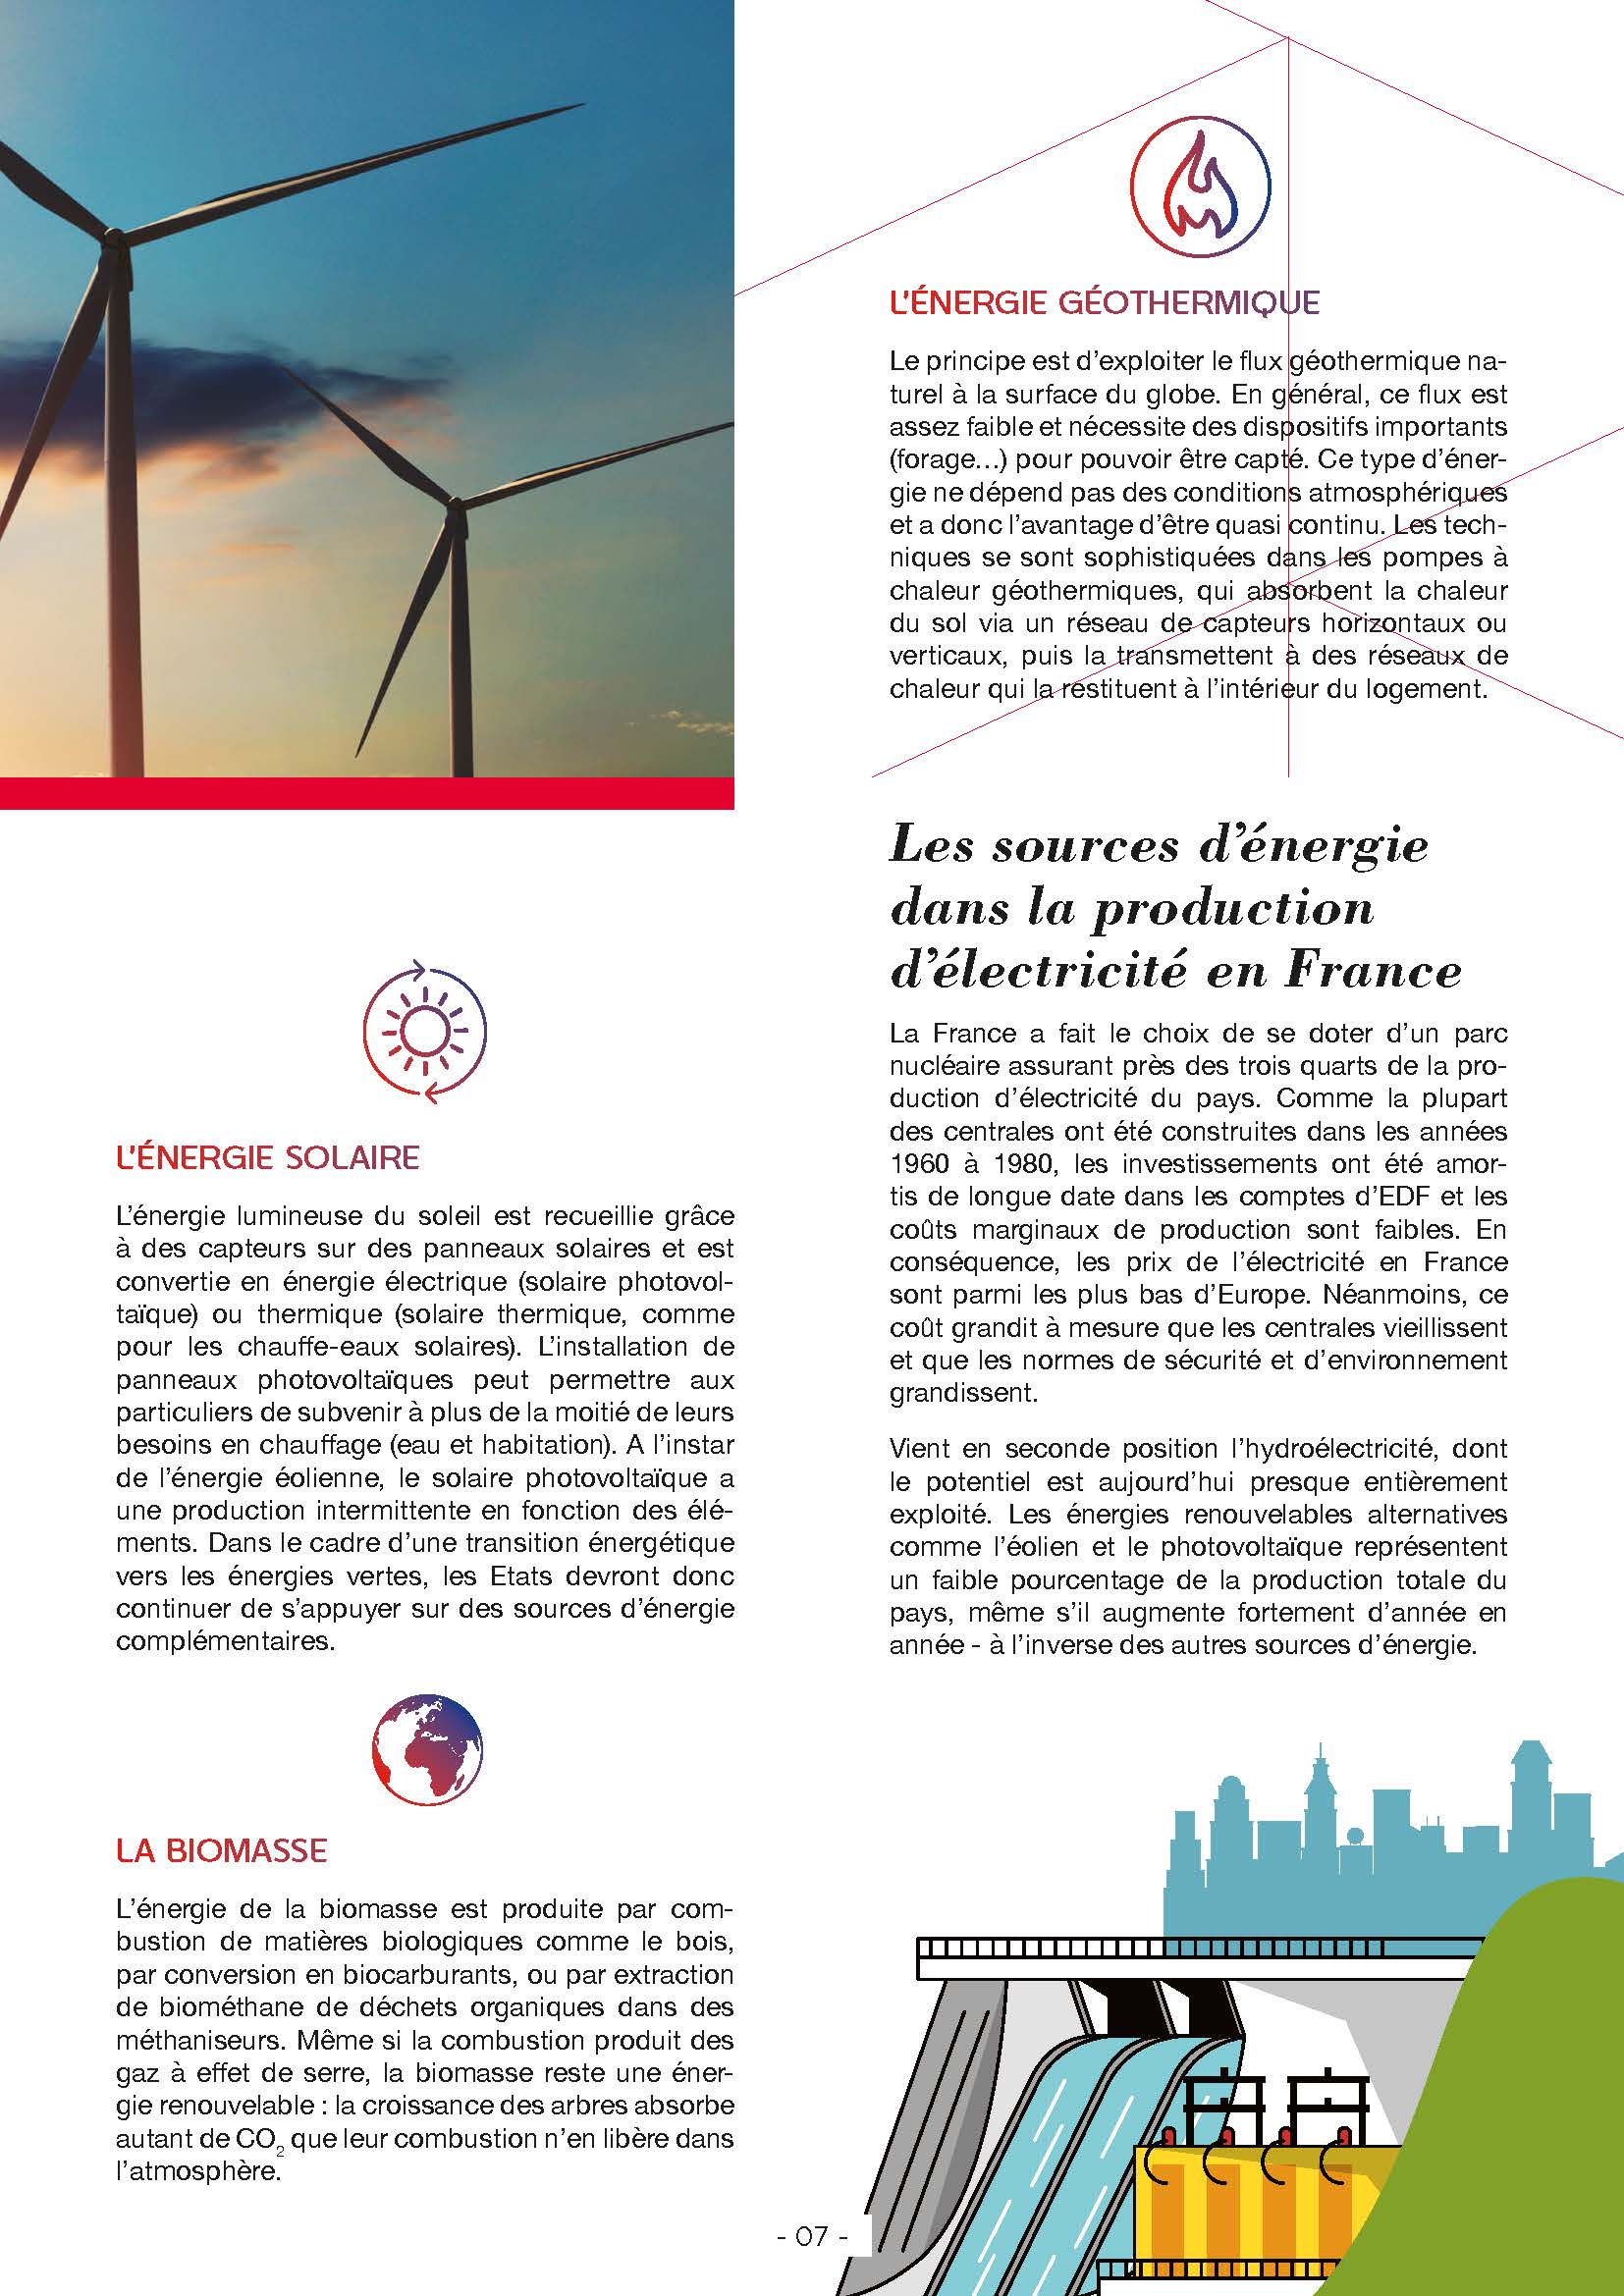 L'ÉNERGIE SOLAIRE
L'énergie lumineuse du soleil est recueillie grâce
à des capteurs sur des panneaux solaires et est
convertie en énergie électrique (solaire photovol-
taïque) ou thermique (solaire thermique, comme
pour les chauffe-eaux solaires). L'installation de
panneaux photovoltaïques peut permettre aux
particuliers de subvenir à plus de la moitié de leurs
besoins en chauffage (eau et habitation). A l'instar
de l'énergie éolienne, le solaire photovoltaïque a
une production intermittente en fonction des élé-
ments. Dans le cadre d'une transition énergétique
vers les énergies vertes, les Etats devront donc
continuer de s'appuyer sur des sources d'énergie
complémentaires.
LA BIOMASSE
L'énergie de la biomasse est produite par com-
bustion de matières biologiques comme le bois,
par conversion en biocarburants, ou par extraction
de biométhane de déchets organiques dans des
méthaniseurs. Même si la combustion produit des
gaz à effet de serre, la biomasse reste une éner-
gie renouvelable : la croissance des arbres absorbe
autant de CO₂ que leur combustion n'en libère dans
l'atmosphère.
L'ÉNERGIE GÉOTHERMIQUE
Le principe est d'exploiter le flux géothermique na-
turel à la surface du globe. En général, ce flux est
assez faible et nécessite des dispositifs importants
(forage...) pour pouvoir être capté. Ce type d'éner-
gie ne dépend pas des conditions atmosphériques
et a donc l'avantage d'être quasi continu. Les tech-
niques se sont sophistiquées dans les pompes à
chaleur géothermiques, qui absorbent la chaleur
du sol via un réseau de capteurs horizontaux ou
verticaux, puis la transmettent à des réseaux de
chaleur qui la restituent à l'intérieur du logement.
Les sources d'énergie
dans la production
d'électricité en France
La France a fait le choix de se doter d'un parc
nucléaire assurant près des trois quarts de la pro-
duction d'électricité du pays. Comme la plupart
des centrales ont été construites dans les années
1960 à 1980, les investissements ont été amor-
tis de longue date dans les comptes d'EDF et les
coûts marginaux de production sont faibles. En
conséquence, les prix de l'électricité en France
sont parmi les plus bas d'Europe. Néanmoins, ce
coût grandit à mesure que les centrales vieillissent
et que les normes de sécurité et d'environnement
grandissent.
Vient en seconde position l'hydroélectricité, dont
le potentiel est aujourd'hui presque entièrement
exploité. Les énergies renouvelables alternatives
comme l'éolien et le photovoltaïque représentent
un faible pourcentage de la production totale du
pays, même s'il augmente fortement d'année en
année - à l'inverse des autres sources d'énergie.
- 07 -